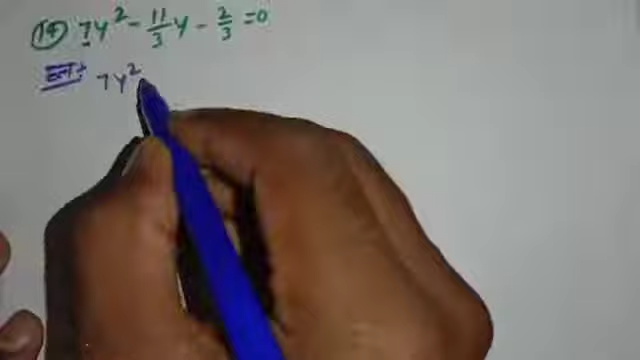 (14) 7y² - 11/3 y - 2/3 = 0
7y²